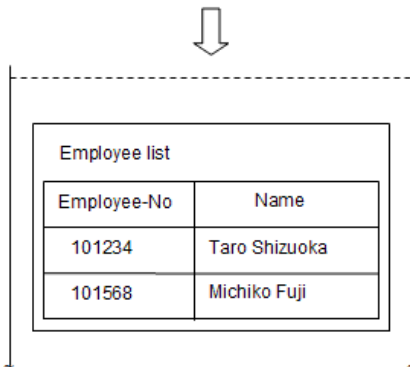 Employee list
Employee-No Name
101234 Taro Shizuoka
101568 Michiko Fuji